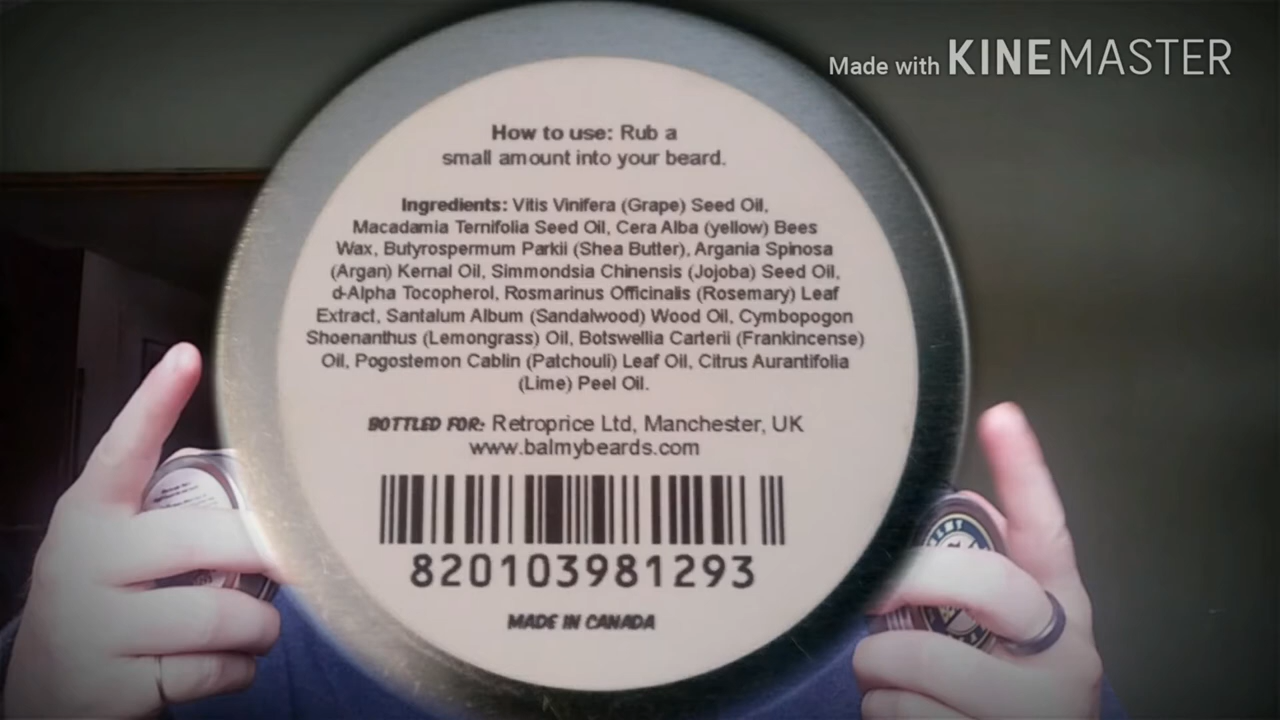 Made with KINEMASTER
How to use: Rub a
small amount into your beard.
Ingredients: Vitis Vinifera (Grape) Seed Oil,
Macadamia Ternifolia Seed Oil, Cera Alba (yellow) Bees
Wax, Butyrospermum Parkii (Shea Butter), Argania Spinosa
(Argan) Kernal Oil, Simmondsia Chinensis (Jojoba) Seed Oil,
d-Alpha Tocopherol, Rosmarinus Officinalis (Rosemary) Leaf
Extract, Santalum Album (Sandalwood) Wood Oil, Cymbopogon
Shoenanthus (Lemongrass) Oil, Botswellia Carterii (Frankincense)
Oil, Pogostemon Cablin (Patchouli) Leaf Oil, Citrus Aurantifolia
(Lime) Peel Oil.
BOTTLED FOR: Retroprice Ltd, Manchester, UK
www.balmybeards.com
820103981293
MADE IN CANADA